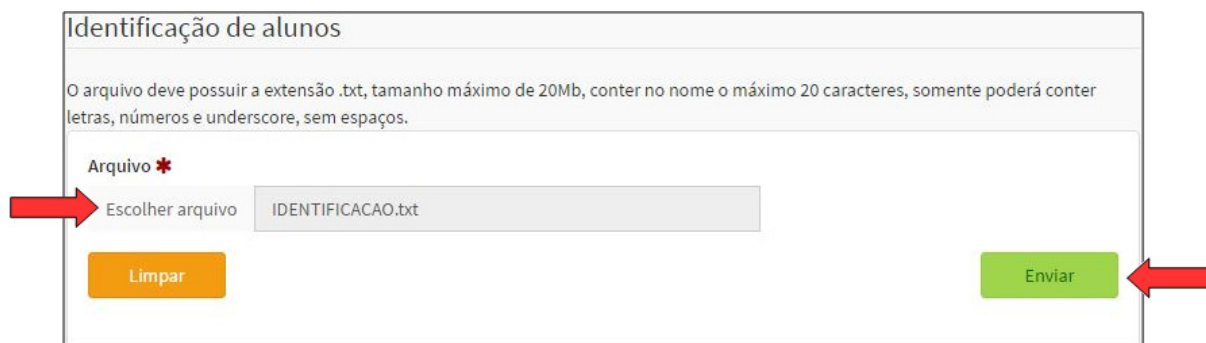 Identificação de alunos
O arquivo deve possuir a extensão .txt, tamanho máximo de 20Mb, conter no nome o máximo 20 caracteres, somente poderá conter
letras, números e underscore, sem espaços.
Arquivo ✱
Escolher arquivo IDENTIFICACAO.txt
Limpar Enviar